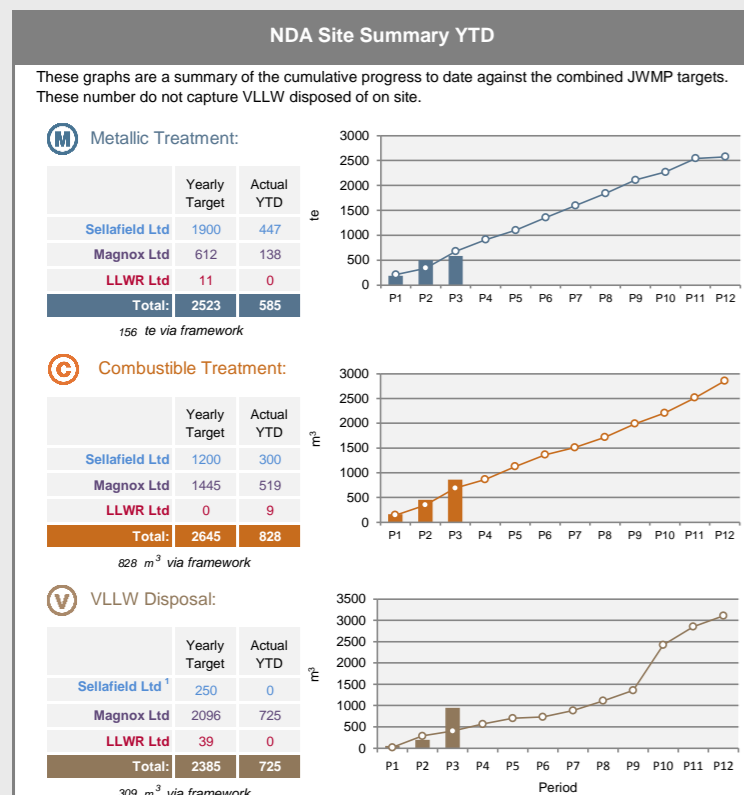 NDA Site Summary YTD
These graphs are a summary of the cumulative progress to date against the combined JWMP targets.
These number do not capture VLLW disposed of on site.
M Metallic Treatment:
Yearly Target Actual YTD
Sellafield Ltd 1900 447
Magnox Ltd 612 138
LLWR Ltd 11 0
Total: 2523 585
156 te via framework
te
3000
2500
2000
1500
1000
500
0
P1 P2 P3 P4 P5 P6 P7 P8 P9 P10 P11 P12
C Combustible Treatment:
Yearly Target Actual YTD
Sellafield Ltd 1200 300
Magnox Ltd 1445 519
LLWR Ltd 0 9
Total: 2645 828
828 m³ via framework
m³
3000
2500
2000
1500
1000
500
0
P1 P2 P3 P4 P5 P6 P7 P8 P9 P10 P11 P12
V VLLW Disposal:
Yearly Target Actual YTD
Sellafield Ltd ¹ 250 0
Magnox Ltd 2096 725
LLWR Ltd 39 0
Total: 2385 725
309 m³ via framework
m³
3500
3000
2500
2000
1500
1000
500
0
P1 P2 P3 P4 P5 P6 P7 P8 P9 P10 P11 P12
Period